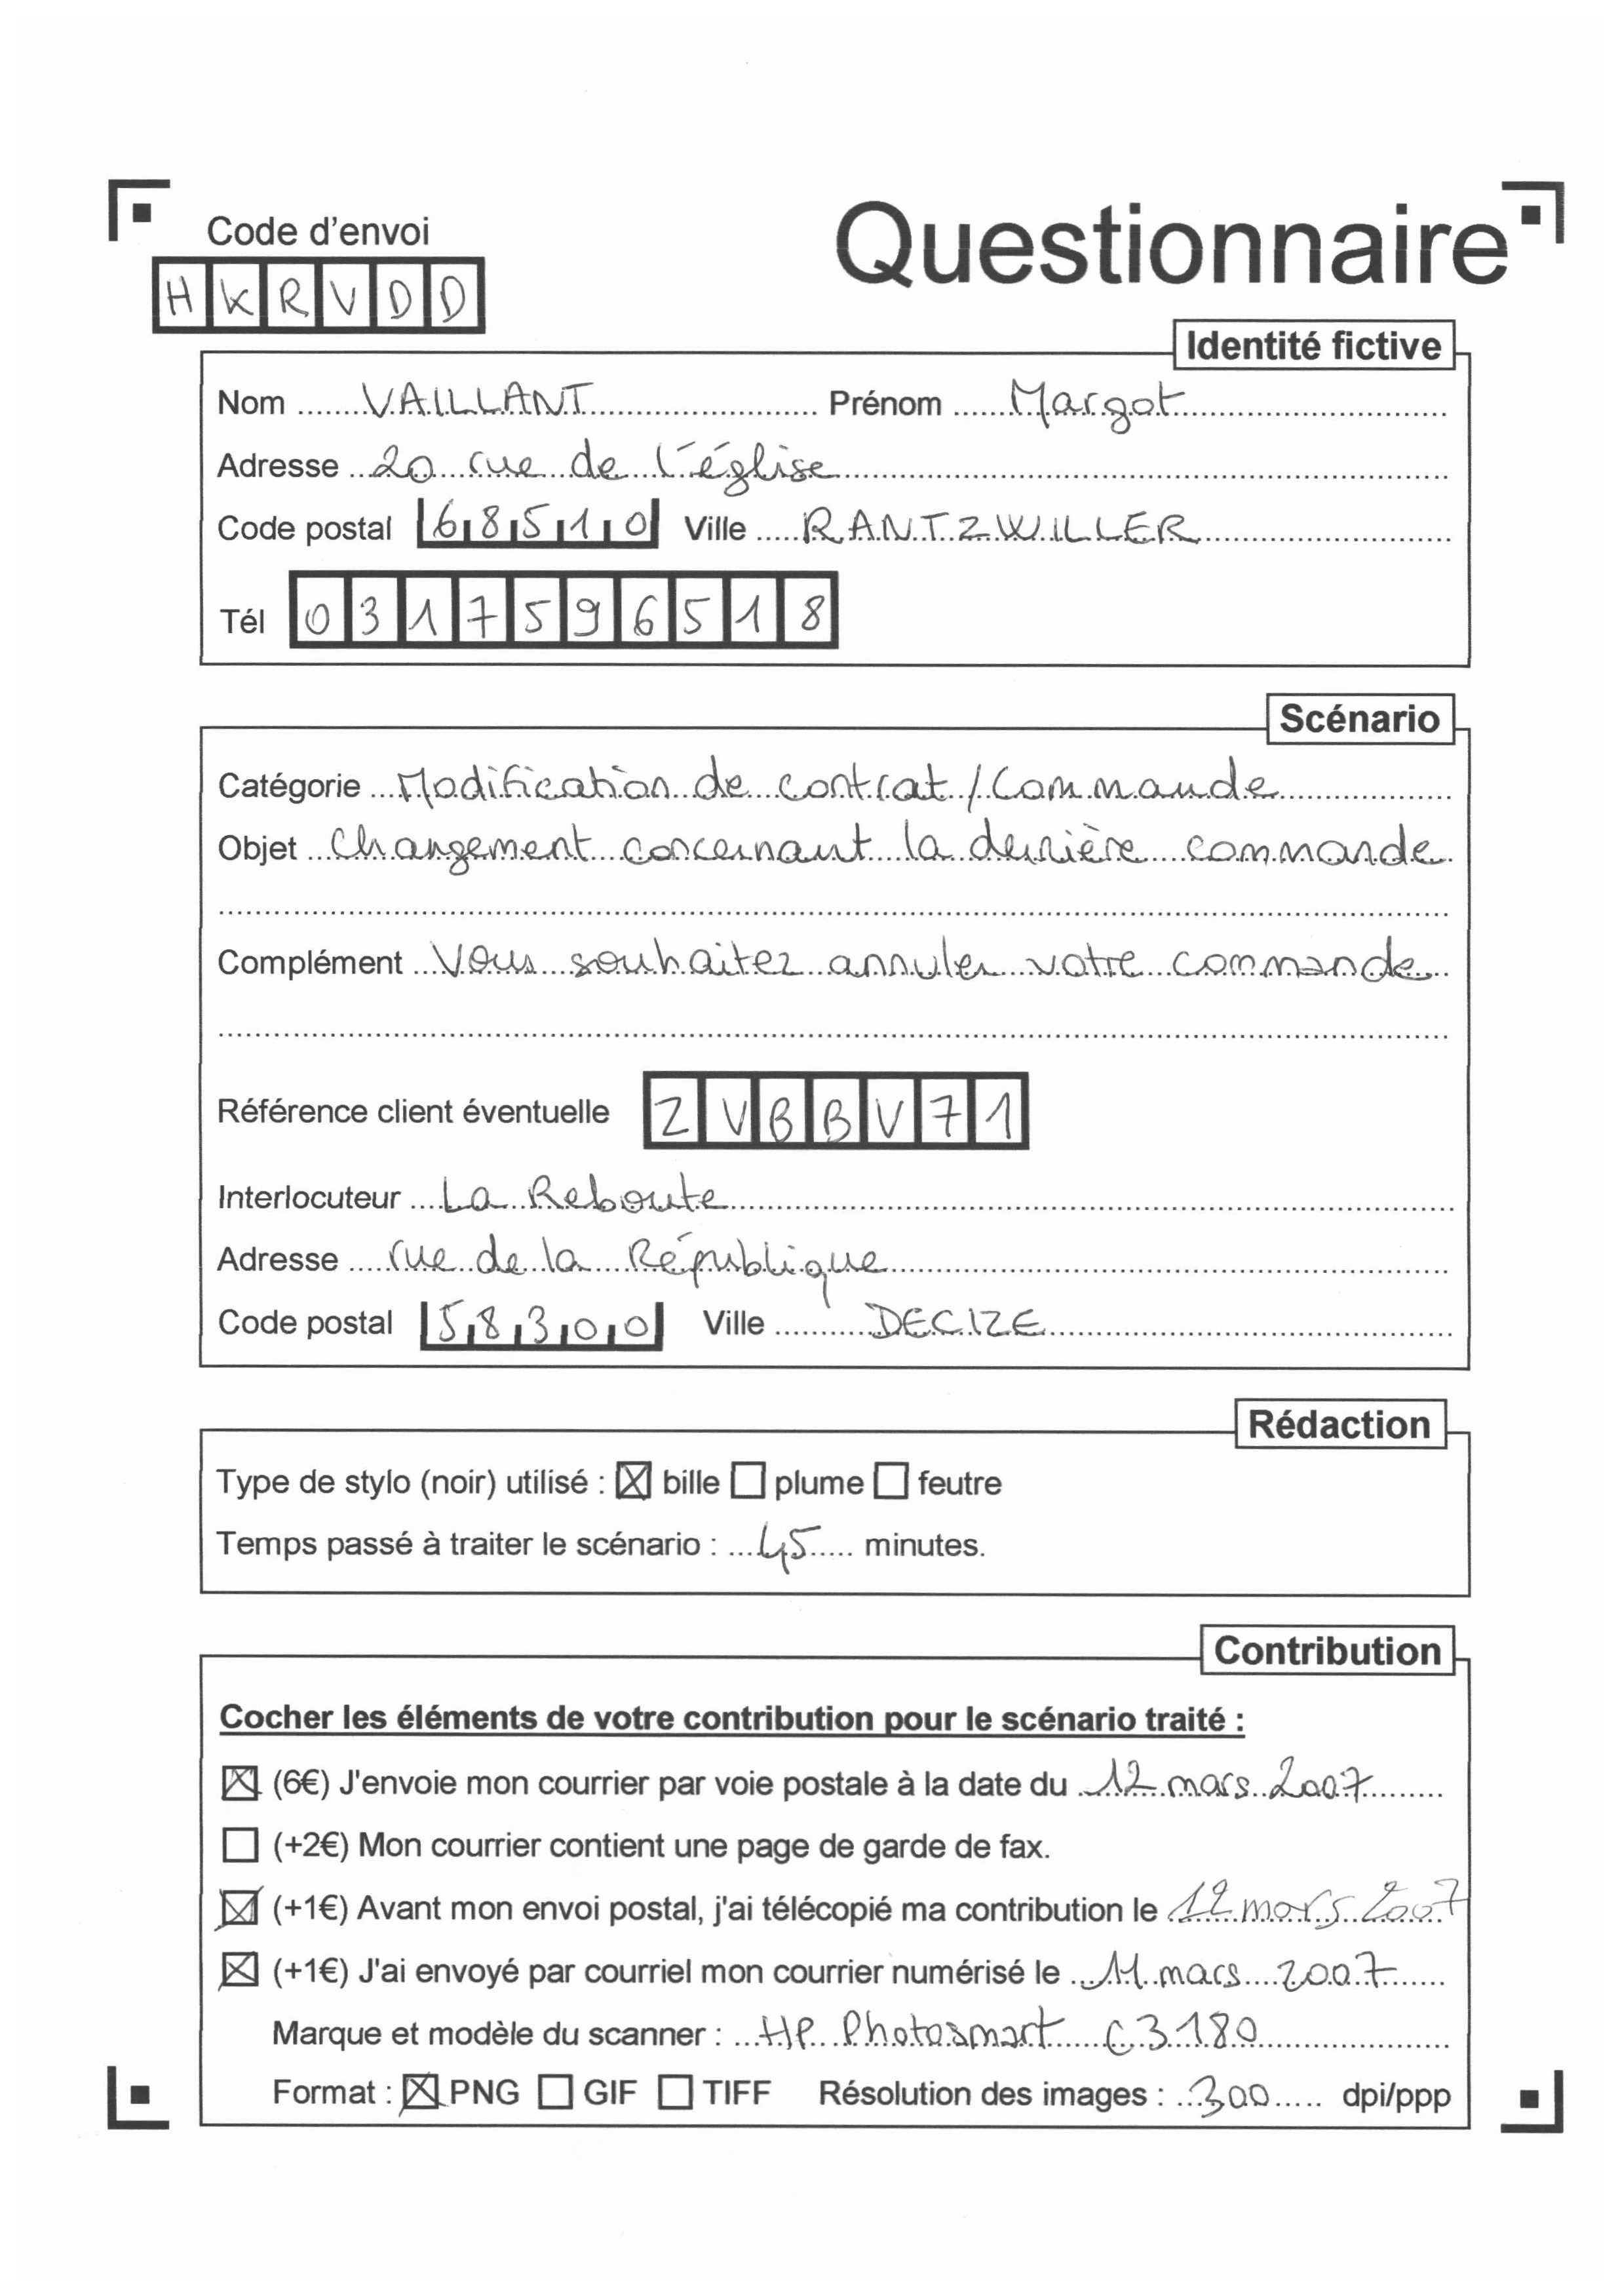 Code d'envoi
Questionnaire
HKRVDD
Identité fictive
Nom VAILLANT Prénom Margot
Adresse 20 rue de l'église
Code postal 68510 Ville RANTZWILLER
Tél 0317596518
Scénario
Catégorie Modification de contrat / Commande
Objet Changement concernant la dernière commande
Complément Vous souhaitez annuler votre commande
Référence client éventuelle ZVBBV71
Interlocuteur La Reboute
Adresse rue de la République
Code postal 58300 Ville DECIZE
Rédaction
Type de stylo (noir) utilisé : ☒ bille ☐ plume ☐ feutre
Temps passé à traiter le scénario : 45 minutes.
Contribution
Cocher les éléments de votre contribution pour le scénario traité :
☒ (6€) J'envoie mon courrier par voie postale à la date du 12 mars 2007
☐ (+2€) Mon courrier contient une page de garde de fax.
☒ (+1€) Avant mon envoi postal, j'ai télécopié ma contribution le 12 mars 2007
☒ (+1€) J'ai envoyé par courriel mon courrier numérisé le 11 mars 2007
Marque et modèle du scanner : HP Photosmart C3180
Format : ☒ PNG ☐ GIF ☐ TIFF Résolution des images : 300 dpi/ppp